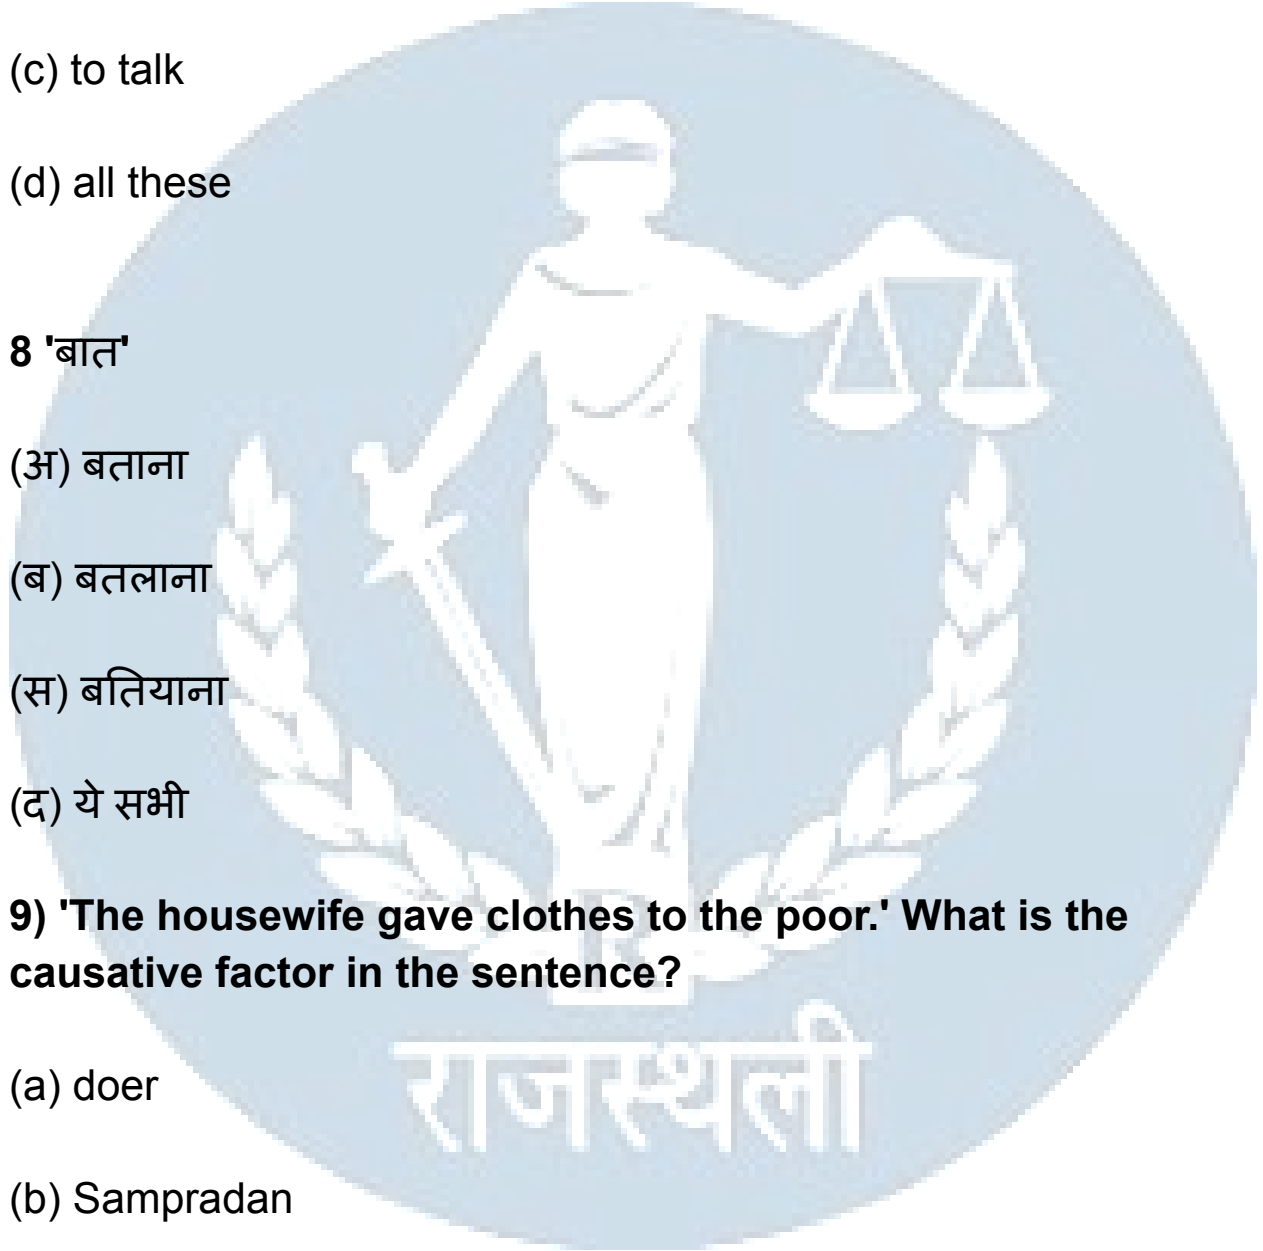 (c) to talk
(d) all these
8 'बात'
(अ) बताना
(ब) बतलाना
(स) बतियाना
(द) ये सभी
9) 'The housewife gave clothes to the poor.' What is the
causative factor in the sentence?
राजस्थली
(a) doer
(b) Sampradan